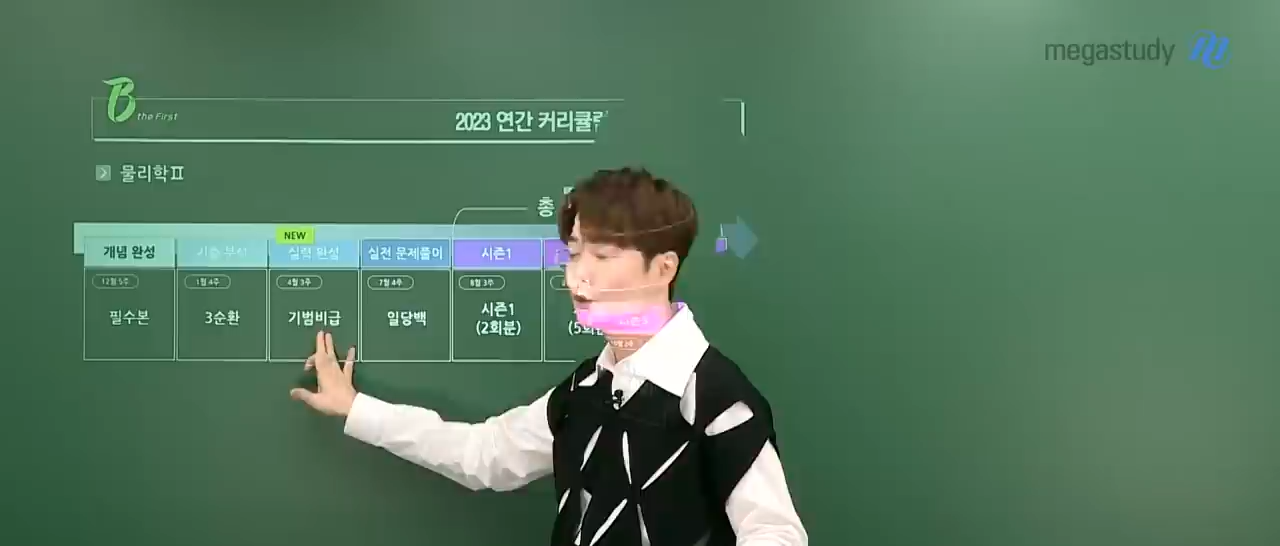 megastudy
B the First
2023 연간 커리큘
물리학Ⅱ
총
NEW
개념 완성
기출 분석
실력 완성
실전 문제풀이
시즌1
12월 5주
1월 4주
4월 3주
7월 4주
8월 3주
필수본
3순환
기범비급
일당백
시즌1
(2회분)